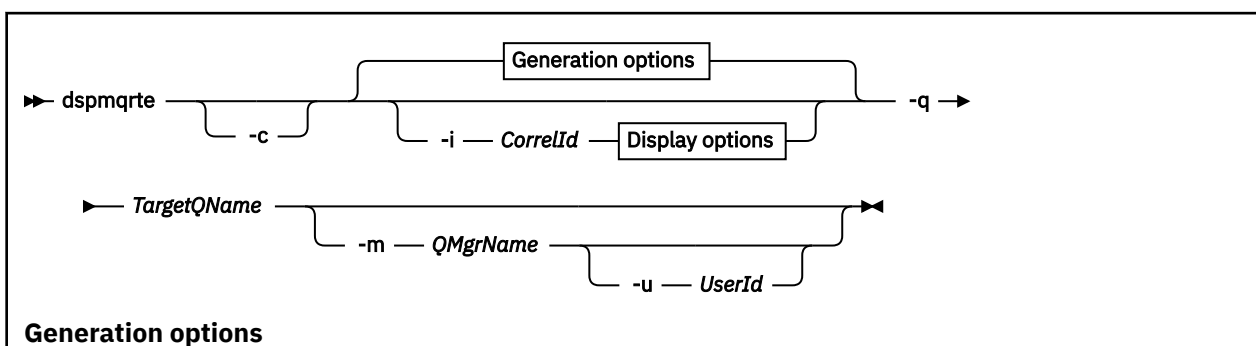 Generation options
dspmqrte -q
-c -i CorrelId Display options
TargetQName
-m QMgrName
-u UserId
Generation options